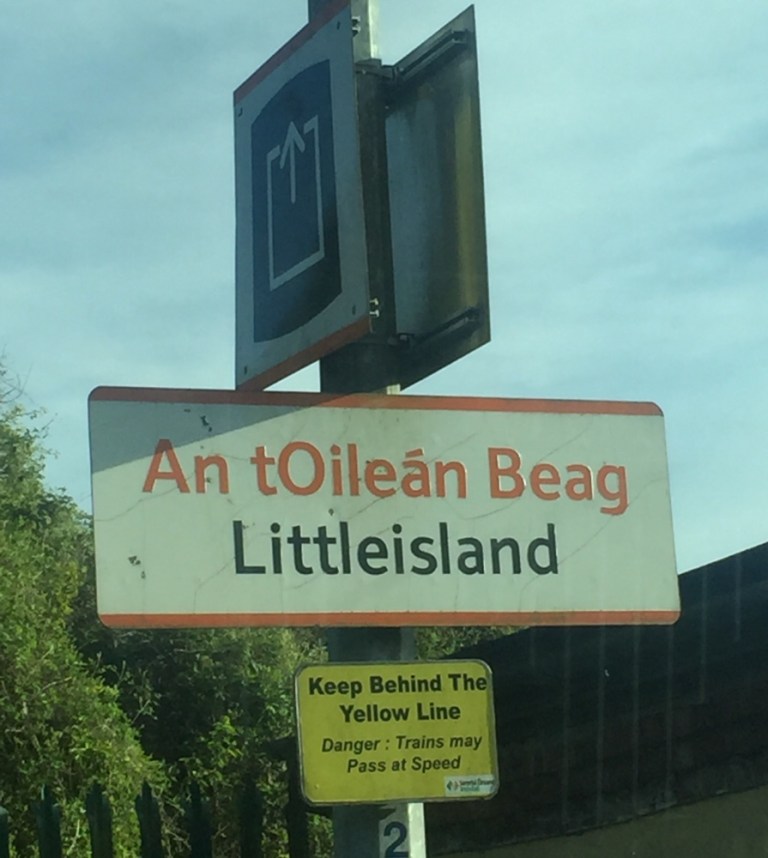 An tOileán Beag
Littleisland
Keep Behind The
Yellow Line
Danger : Trains may
Pass at Speed
2